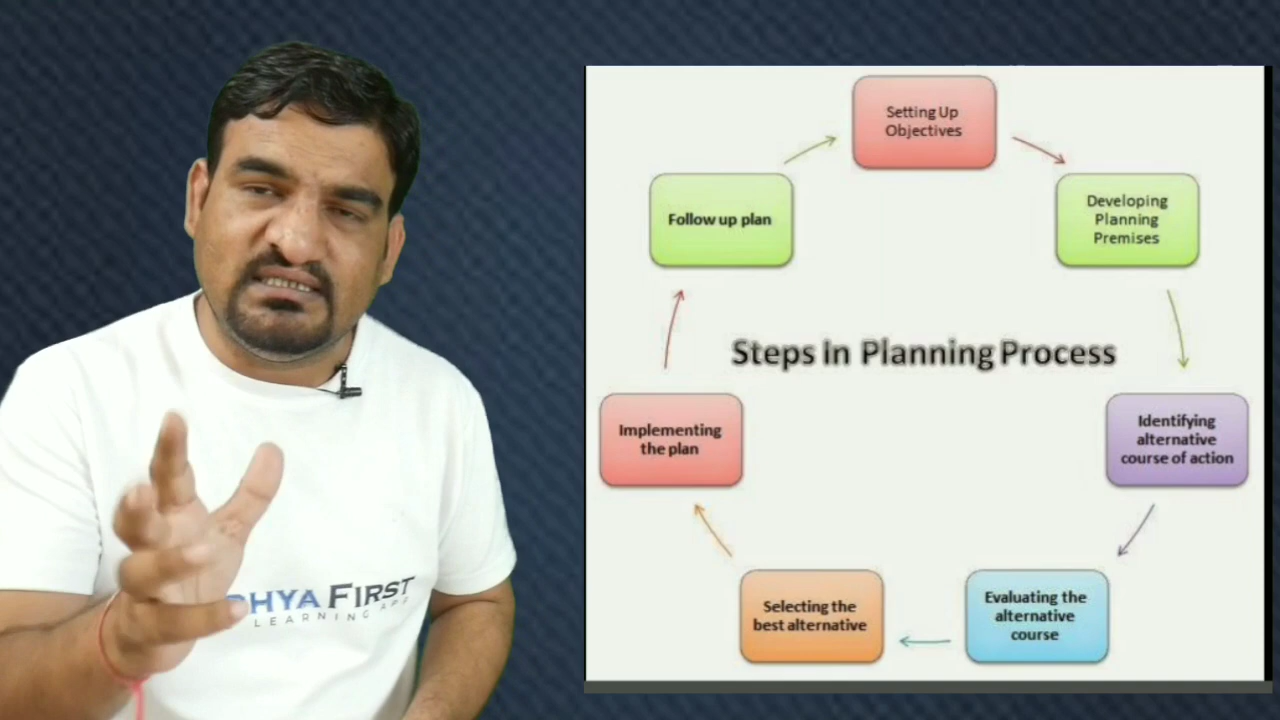 Setting Up
Objectives
Developing
Planning
Premises
Identifying
alternative
course of action
Evaluating the
alternative
course
Selecting the
best alternative
Implementing
the plan
Follow up plan
Steps In Planning Process
DHYA FIRST
LEARNING APP